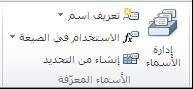 إدارة
الأسماء
تعريف اسم
الاستخدام في الصيغة
إنشاء من التحديد
الأسماء المعرّفة